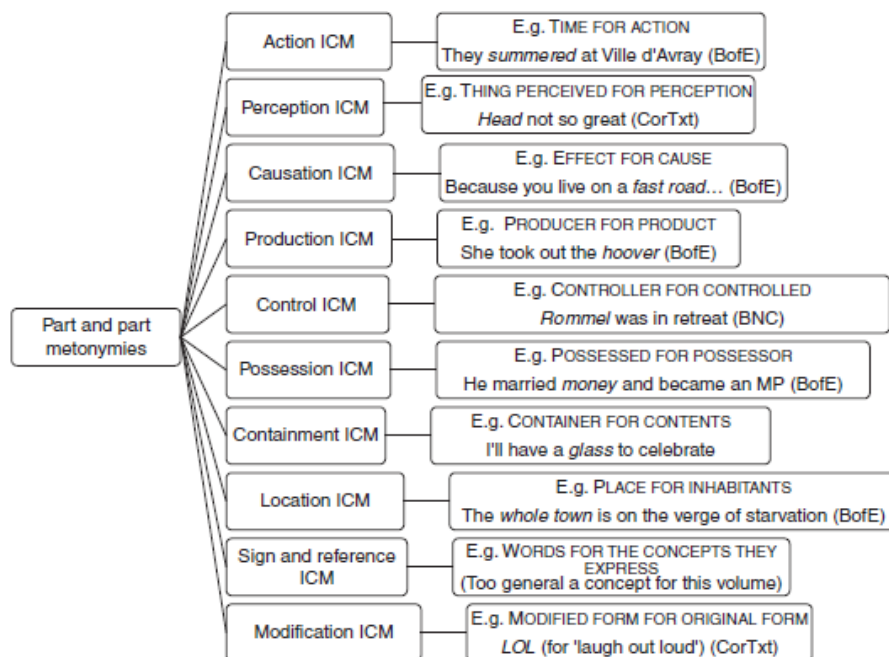 Part and part
metonymies
Action ICM
E.g. TIME FOR ACTION
They summered at Ville d'Avray (BofE)
Perception ICM
E.g. THING PERCEIVED FOR PERCEPTION
Head not so great (CorTxt)
Causation ICM
E.g. EFFECT FOR CAUSE
Because you live on a fast road... (BofE)
Production ICM
E.g. PRODUCER FOR PRODUCT
She took out the hoover (BofE)
Control ICM
E.g. CONTROLLER FOR CONTROLLED
Rommel was in retreat (BNC)
Possession ICM
E.g. POSSESSED FOR POSSESSOR
He married money and became an MP (BofE)
Containment ICM
E.g. CONTAINER FOR CONTENTS
I'll have a glass to celebrate
Location ICM
E.g. PLACE FOR INHABITANTS
The whole town is on the verge of starvation (BofE)
Sign and reference
ICM
E.g. WORDS FOR THE CONCEPTS THEY
EXPRESS
(Too general a concept for this volume)
Modification ICM
E.g. MODIFIED FORM FOR ORIGINAL FORM
LOL (for 'laugh out loud') (CorTxt)